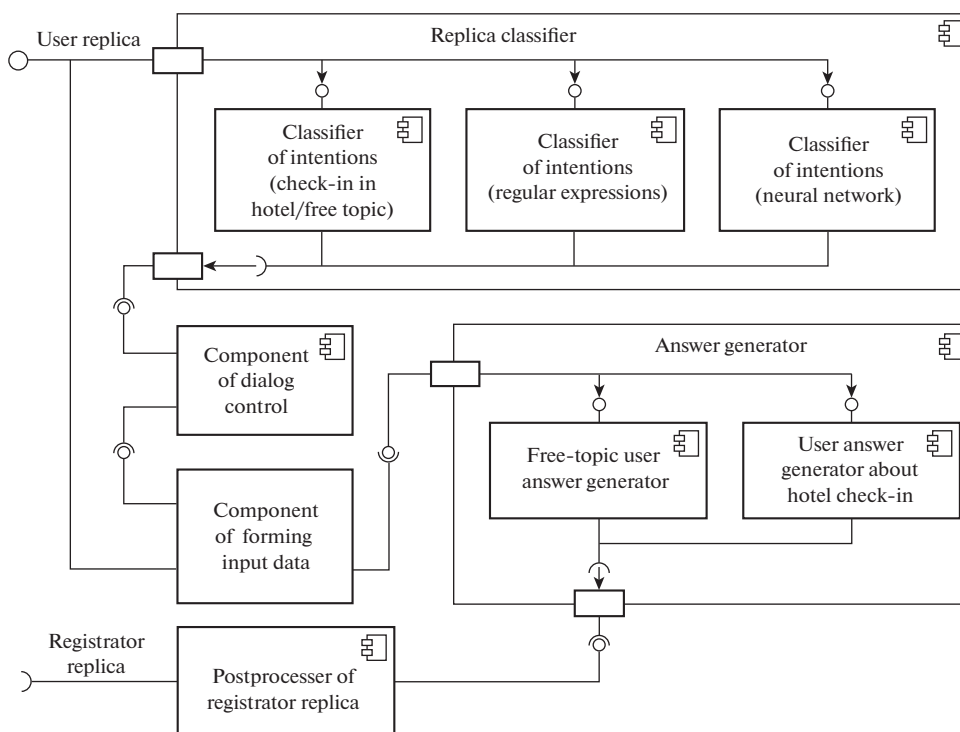 User replica
Replica classifier
Classifier
of intentions
(check-in in
hotel/free topic)
Classifier
of intentions
(regular expressions)
Classifier
of intentions
(neural network)
Component
of dialog
control
Answer generator
Free-topic user
answer generator
User answer
generator about
hotel check-in
Component
of forming
input data
Registrator
replica
Postprocesser of
registrator replica